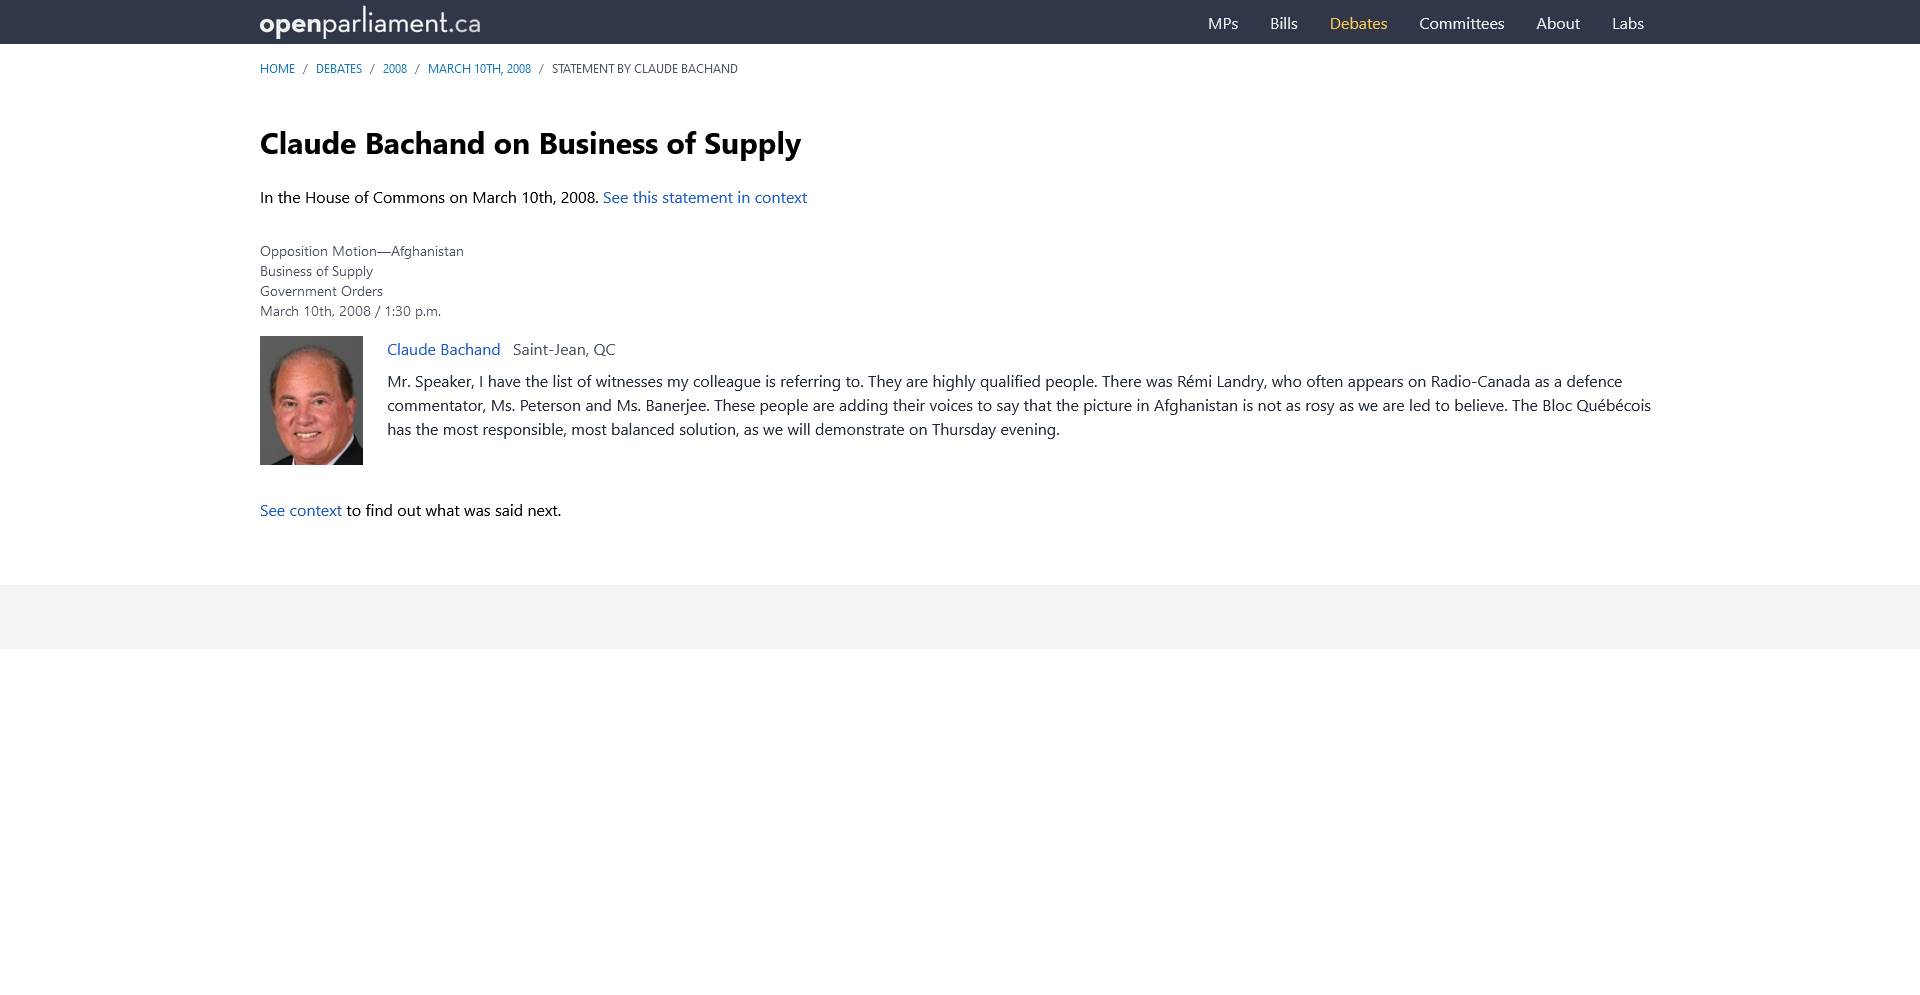 openparliament.ca MPs Bills Debates Committees About Labs
HOME / DEBATES / 2008 / MARCH 10TH, 2008 / STATEMENT BY CLAUDE BACHAND
Claude Bachand on Business of Supply
In the House of Commons on March 10th, 2008. See this statement in context
Opposition Motion—Afghanistan
Business of Supply
Government Orders
March 10th, 2008 / 1:30 p.m.
Claude Bachand Saint-Jean, QC
Mr. Speaker, I have the list of witnesses my colleague is referring to. They are highly qualified people. There was Rémi Landry, who often appears on Radio-Canada as a defence
commentator, Ms. Peterson and Ms. Banerjee. These people are adding their voices to say that the picture in Afghanistan is not as rosy as we are led to believe. The Bloc Québécois
has the most responsible, most balanced solution, as we will demonstrate on Thursday evening.
See context to find out what was said next.